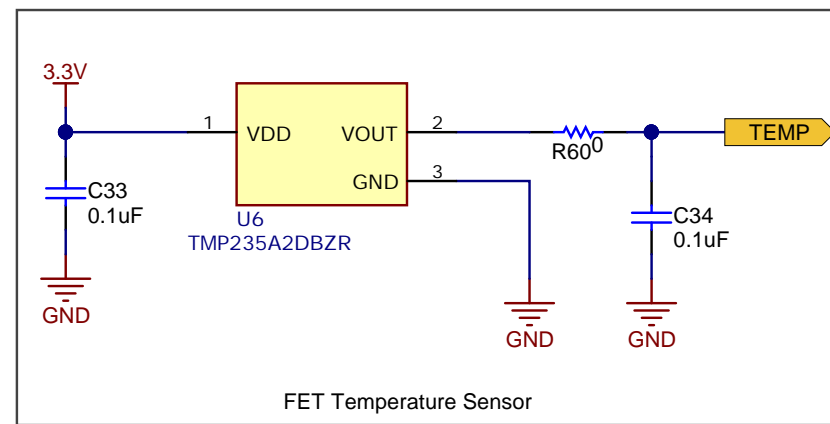 3.3V
1
VDD
VOUT
2
R60
0
TEMP
GND
3
C33
0.1uF
U6
TMP235A2DBZR
C34
0.1uF
GND
GND
GND
FET Temperature Sensor